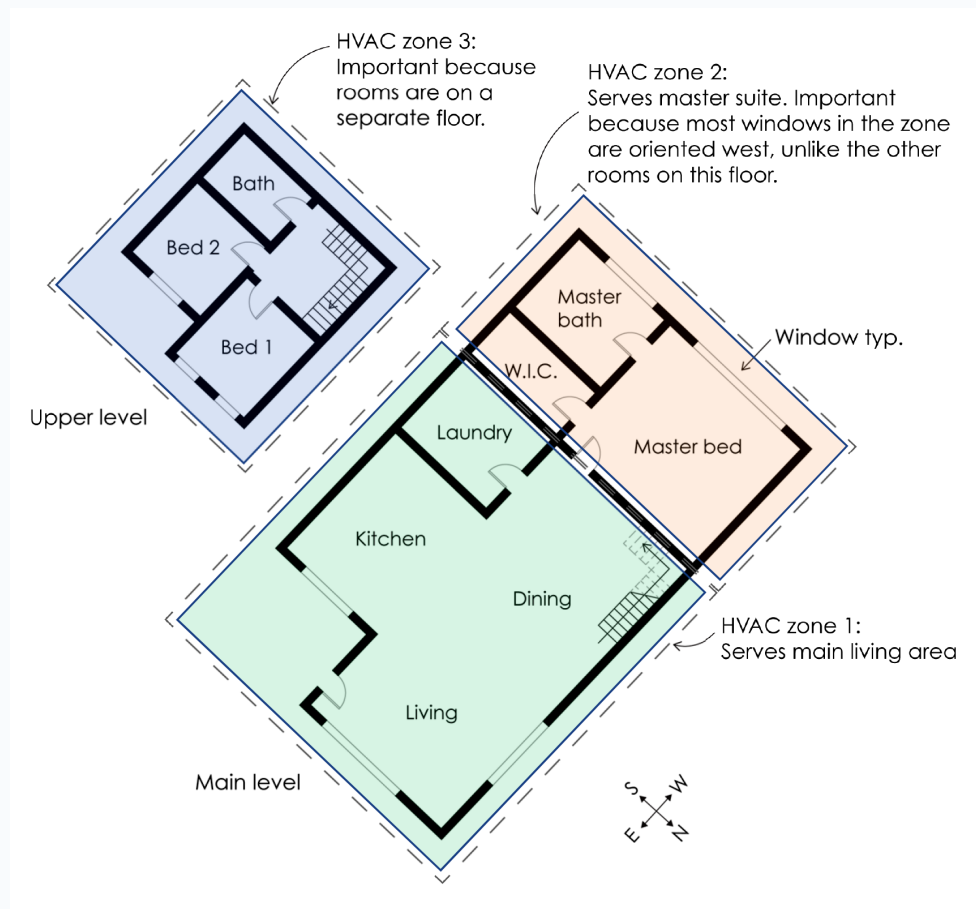 HVAC zone 3:
Important because
rooms are on a
separate floor.
HVAC zone 2:
Serves master suite. Important
because most windows in the zone
are oriented west, unlike the other
rooms on this floor.
Bath
Bed 2
Bed 1
Upper level
Master
bath
Window typ.
W.I.C.
Master bed
Laundry
Kitchen
Dining
HVAC zone 1:
Serves main living area
Living
Main level
S
W
E
N